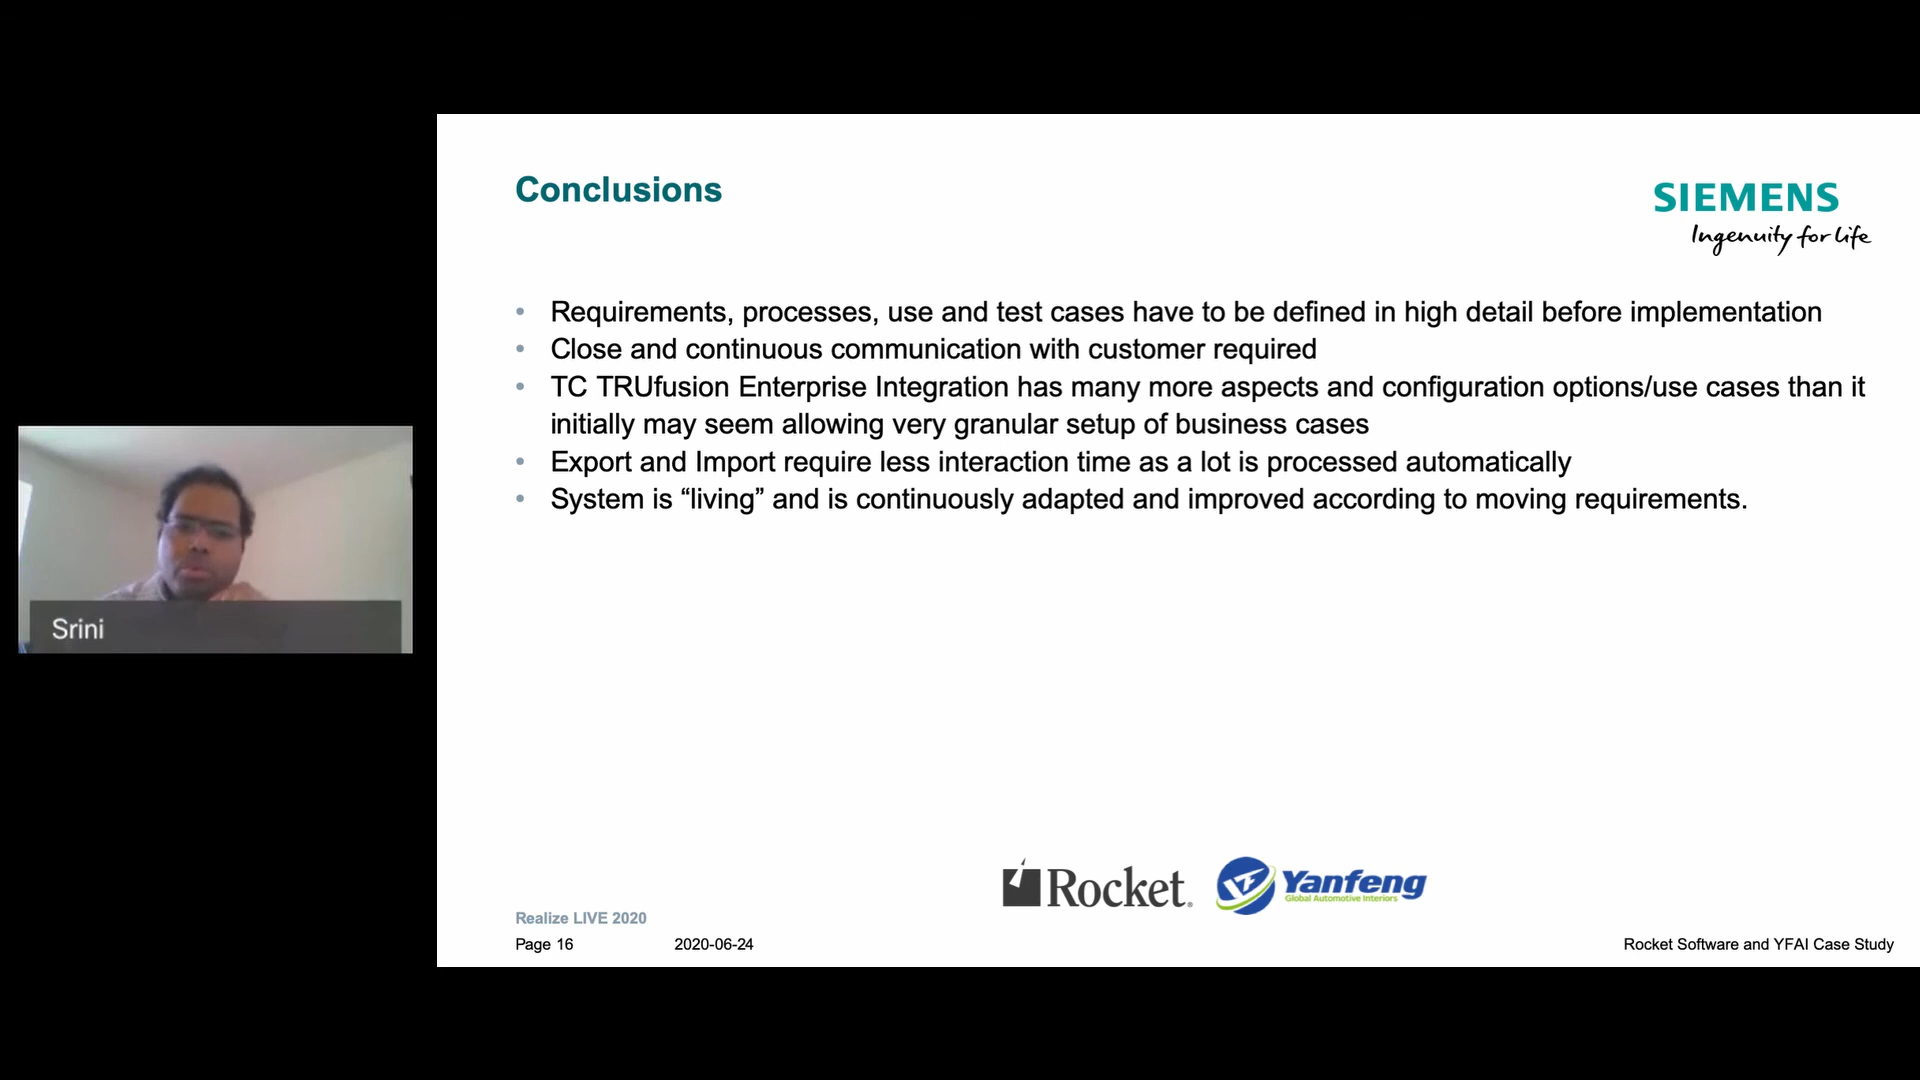 Conclusions
SIEMENS
Ingenuity for life
• Requirements, processes, use and test cases have to be defined in high detail before implementation
• Close and continuous communication with customer required
• TC TRUfusion Enterprise Integration has many more aspects and configuration options/use cases than it
initially may seem allowing very granular setup of business cases
• Export and Import require less interaction time as a lot is processed automatically
• System is “living” and is continuously adapted and improved according to moving requirements.
Srini
Rocket®
YF Yanfeng
Global Automotive Interiors
Realize LIVE 2020
Page 16 2020-06-24 Rocket Software and YFAI Case Study